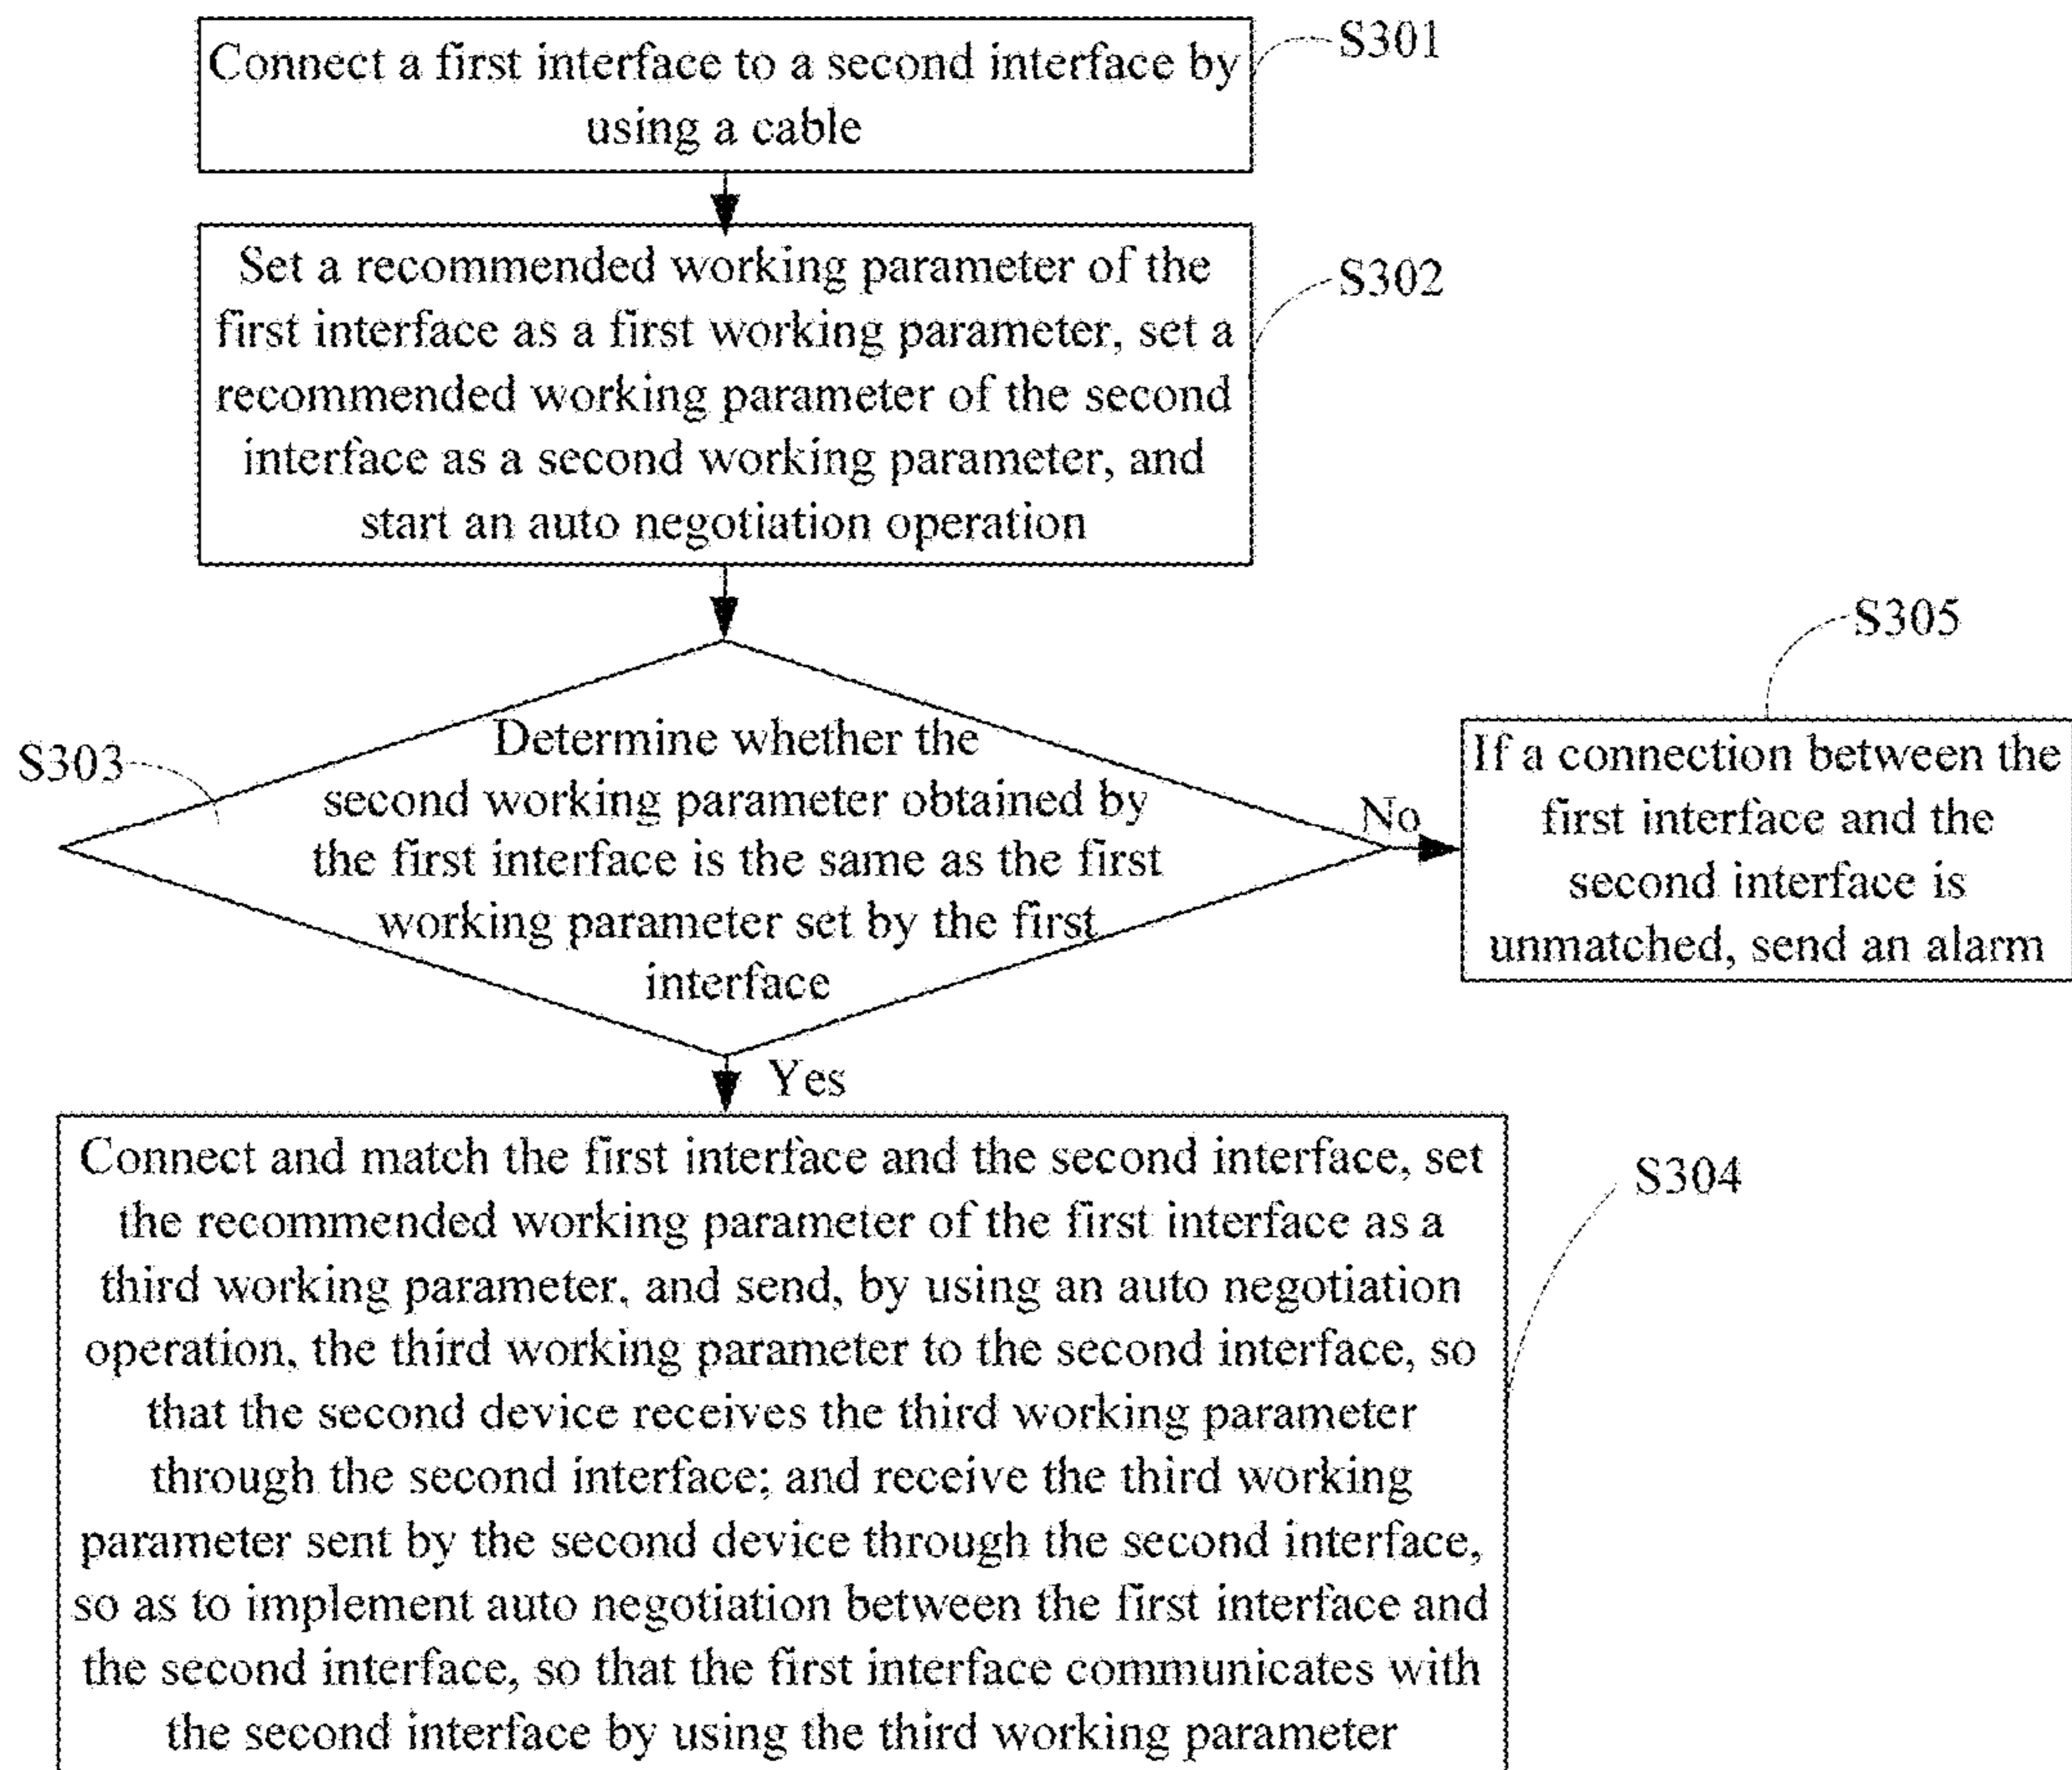 Connect a first interface to a second interface by
using a cable
S301
Set a recommended working parameter of the
first interface as a first working parameter, set a
recommended working parameter of the second
interface as a second working parameter, and
start an auto negotiation operation
S302
S303
Determine whether the
second working parameter obtained by
the first interface is the same as the first
working parameter set by the first
interface
No
S305
If a connection between the
first interface and the
second interface is
unmatched, send an alarm
Yes
Connect and match the first interface and the second interface, set
the recommended working parameter of the first interface as a
third working parameter, and send, by using an auto negotiation
operation, the third working parameter to the second interface, so
that the second device receives the third working parameter
through the second interface; and receive the third working
parameter sent by the second device through the second interface,
so as to implement auto negotiation between the first interface and
the second interface, so that the first interface communicates with
the second interface by using the third working parameter
S304